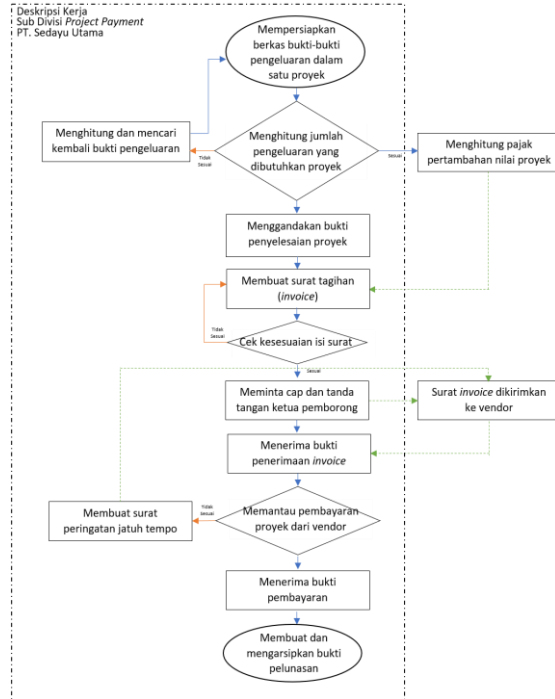 Deskripsi Kerja
Sub Divisi Project Payment
PT. Sedayu Utama
Mempersiapkan
berkas bukti-bukti
pengeluaran dalam
satu proyek
Menghitung dan mencari
kembali bukti pengeluaran
Tidak
Sesuai
Menghitung jumlah
pengeluaran yang
dibutuhkan proyek
Sesuai
Menghitung pajak
pertambahan nilai proyek
Menggandakan bukti
penyelesaian proyek
Membuat surat tagihan
(invoice)
Tidak
Sesuai
Cek kesesuaian isi surat
Sesuai
Meminta cap dan tanda
tangan ketua pemborong
Surat invoice dikirimkan
ke vendor
Menerima bukti
penerimaan invoice
Membuat surat
peringatan jatuh tempo
Tidak
Sesuai
Memantau pembayaran
proyek dari vendor
Menerima bukti
pembayaran
Membuat dan
mengarsipkan bukti
pelunasan